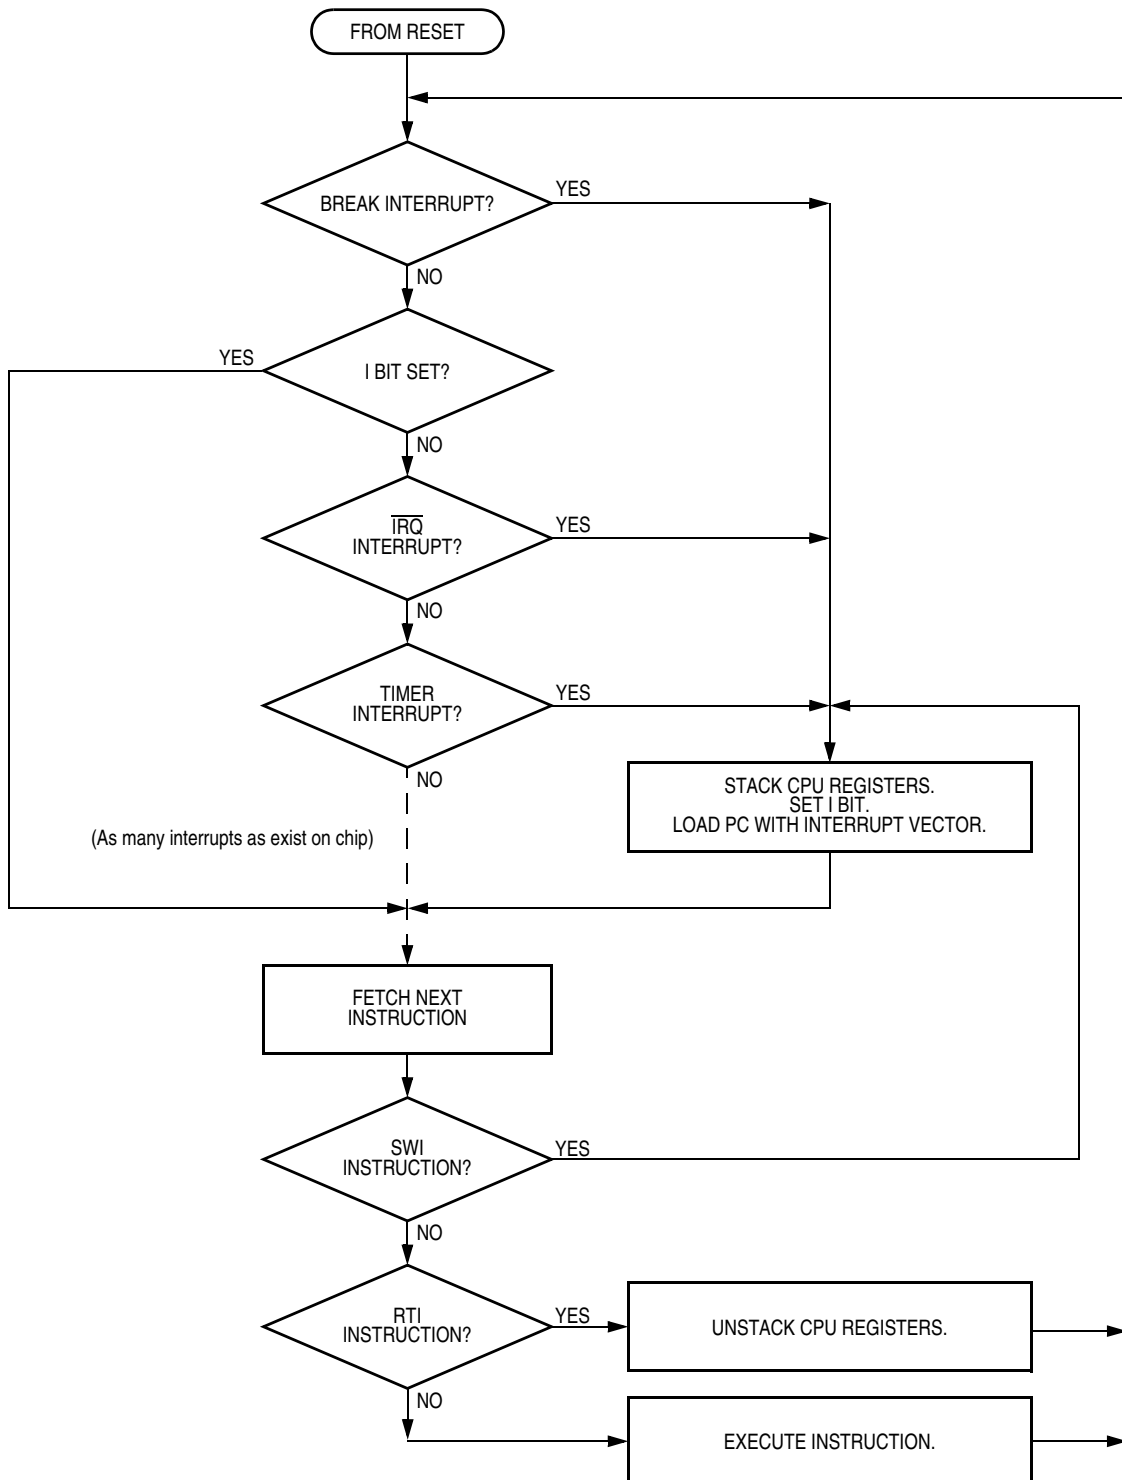 FROM RESET
BREAK INTERRUPT?
YES
NO
YES
I BIT SET?
NO
IRQ
INTERRUPT?
YES
NO
TIMER
INTERRUPT?
YES
NO
STACK CPU REGISTERS.
SET I BIT.
LOAD PC WITH INTERRUPT VECTOR.
(As many interrupts as exist on chip)
FETCH NEXT
INSTRUCTION
SWI
INSTRUCTION?
YES
NO
RTI
INSTRUCTION?
YES
UNSTACK CPU REGISTERS.
NO
EXECUTE INSTRUCTION.